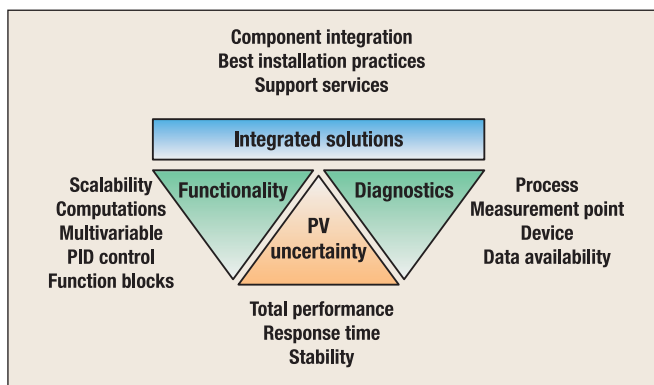 Component integration
Best installation practices
Support services
Integrated solutions
Functionality
Diagnostics
PV
uncertainty
Scalability
Computations
Multivariable
PID control
Function blocks
Process
Measurement point
Device
Data availability
Total performance
Response time
Stability